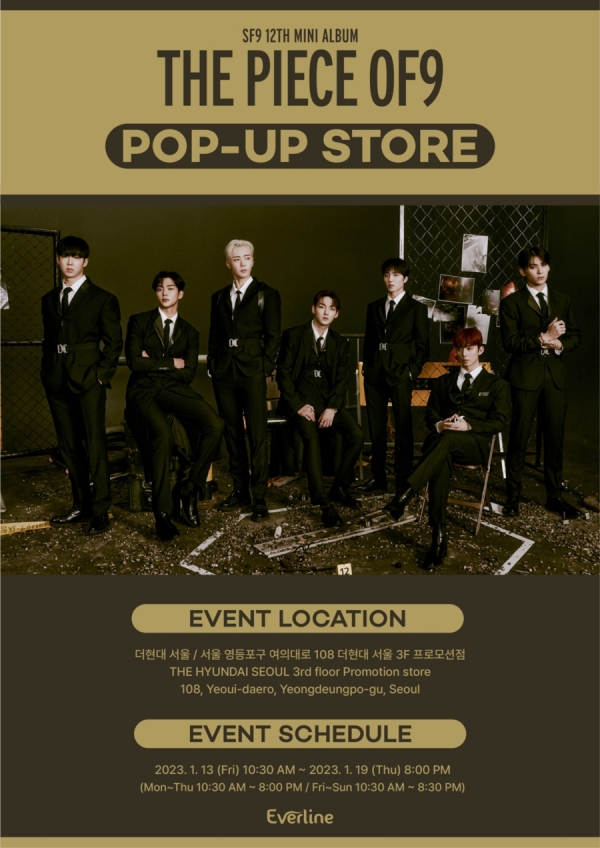 SF9 12TH MINI ALBUM
THE PIECE OF9
POP-UP STORE
12
EVENT LOCATION
더현대 서울 / 서울 영등포구 여의대로 108 더현대 서울 3F 프로모션점
THE HYUNDAI SEOUL 3rd floor Promotion store
108, Yeoui-daero, Yeongdeungpo-gu, Seoul
EVENT SCHEDULE
2023. 1. 13 (Fri) 10:30 AM ~ 2023. 1. 19 (Thu) 8:00 PM
(Mon~Thu 10:30 AM ~ 8:00 PM / Fri~Sun 10:30 AM ~ 8:30 PM)
Everline